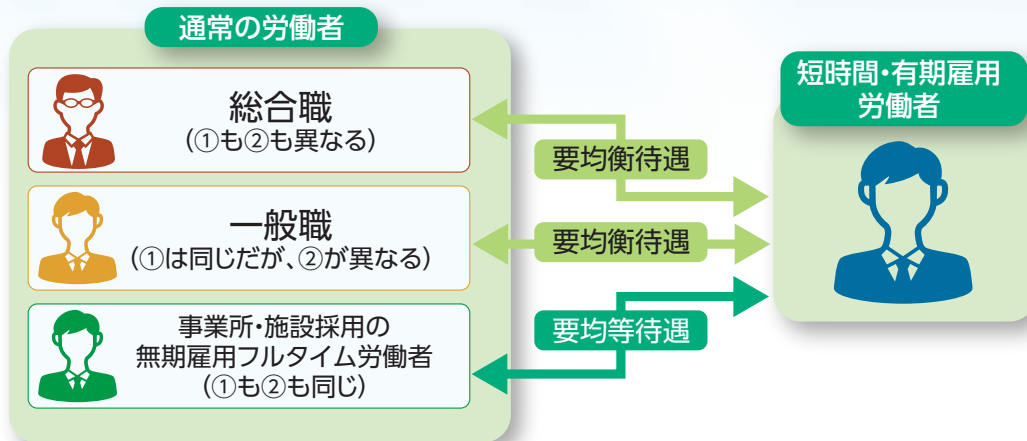 通常の労働者
総合職
(①も②も異なる)
一般職
(①は同じだが、②が異なる)
事業所・施設採用の
無期雇用フルタイム労働者
(①も②も同じ)
要均衡待遇
要均衡待遇
要均等待遇
短時間・有期雇用
労働者